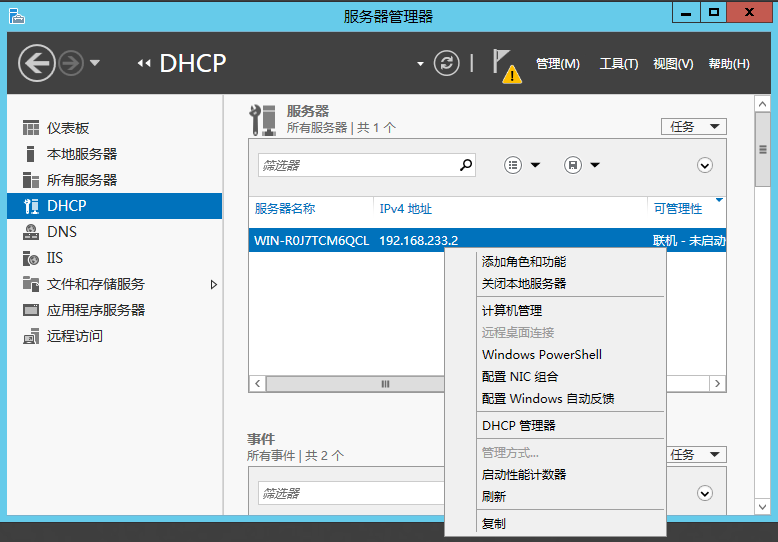 服务器管理器
DHCP
管理(M) 工具(T) 视图(V) 帮助(H)
仪表板
本地服务器
所有服务器
DHCP
DNS
IIS
文件和存储服务
应用程序服务器
远程访问
服务器
所有服务器 | 共 1 个
任务
筛选器
服务器名称 IPv4 地址 可管理性
WIN-R0J7TCM6QCL 192.168.233.2 联机 - 未启动
添加角色和功能
关闭本地服务器
计算机管理
远程桌面连接
Windows PowerShell
配置 NIC 组合
配置 Windows 自动反馈
DHCP 管理器
管理方式...
启动性能计数器
刷新
复制
事件
所有事件 | 共 2 个
任务
筛选器